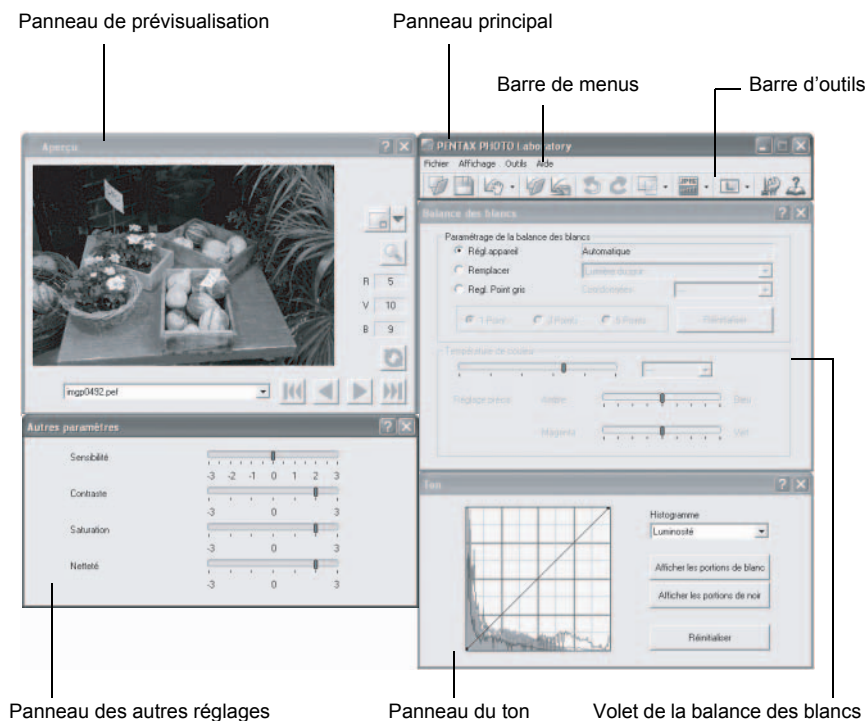 Panneau de prévisualisation
Panneau principal
Barre de menus
Barre d'outils
Aperçu
PENTAX PHOTO Laboratory
Fichier Affichage Outils Aide
JPEG
R 5
V 10
B 9
imgp0492.pef
Balance des blancs
Paramétrage de la balance des blancs
Régl.appareil Automatique
Remplacer Lumière du jour
Regl. Point gris Coordonnées
1 Point 3 Points 5 Points Réinitialiser
Température de couleur
Réglage précis Ambre Bleu
Magenta Vert
Autres paramètres
Sensibilité
-3 -2 -1 0 1 2 3
Contraste
-3 0 3
Saturation
-3 0 3
Netteté
-3 0 3
Ton
Histogramme
Luminosité
Afficher les portions de blanc
Afficher les portions de noir
Réinitialiser
Panneau des autres réglages
Panneau du ton
Volet de la balance des blancs